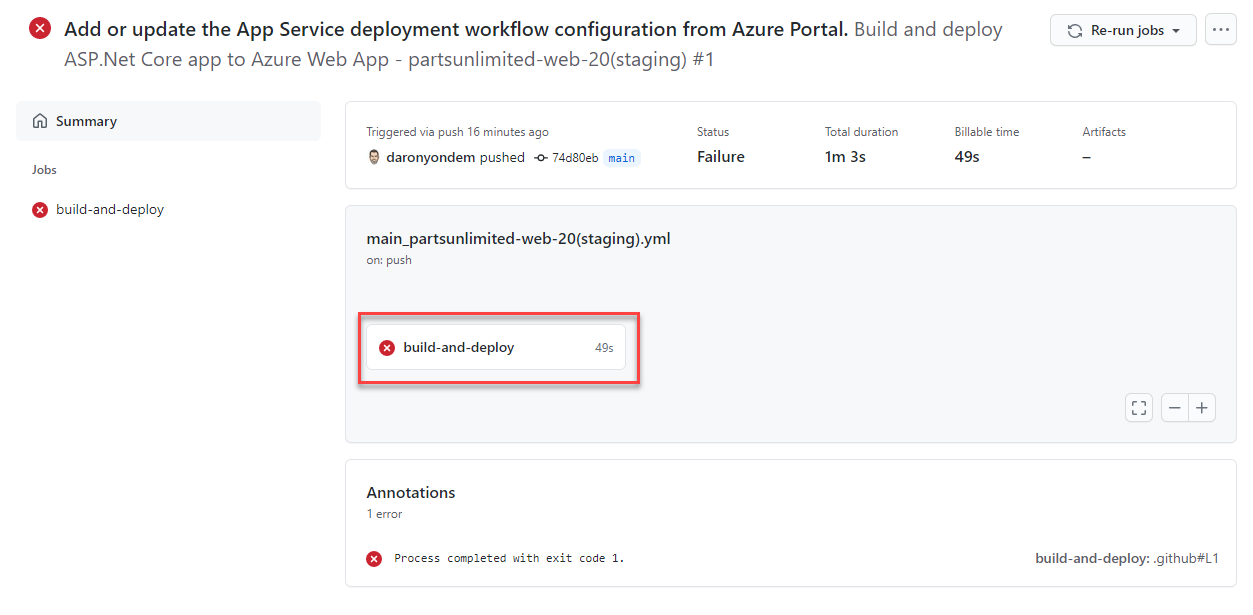 Add or update the App Service deployment workflow configuration from Azure Portal. Build and deploy
ASP.Net Core app to Azure Web App - partsunlimited-web-20(staging) #1
Re-run jobs
Summary
Jobs
build-and-deploy
Triggered via push 16 minutes ago
daronyondem pushed 74d80eb main
Status
Failure
Total duration
1m 3s
Billable time
49s
Artifacts
–
main_partsunlimited-web-20(staging).yml
on: push
build-and-deploy 49s
Annotations
1 error
Process completed with exit code 1.
build-and-deploy: .github#L1